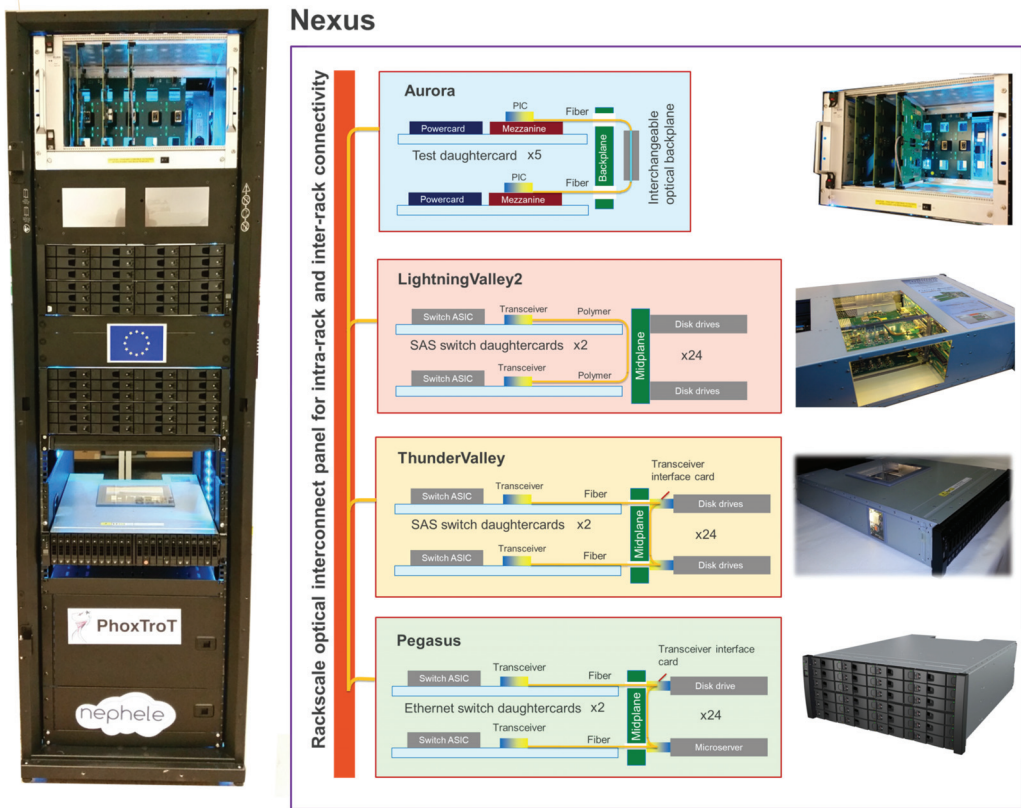 Nexus
PhoxTroT
nephele
Rackscale optical interconnect panel for intra-rack and inter-rack connectivity
Aurora
PIC
Fiber
Powercard
Mezzanine
Test daughtercard x5
Backplane
Interchangeable
optical backplane
PIC
Fiber
Powercard
Mezzanine
LightningValley2
Switch ASIC
Transceiver
Polymer
Disk drives
SAS switch daughtercards x2
Midplane
x24
Switch ASIC
Transceiver
Polymer
Disk drives
ThunderValley
Transceiver
interface card
Switch ASIC
Transceiver
Fiber
Disk drives
SAS switch daughtercards x2
Midplane
x24
Switch ASIC
Transceiver
Fiber
Disk drives
Pegasus
Transceiver interface
card
Switch ASIC
Transceiver
Fiber
Disk drive
Ethernet switch daughtercards x2
Midplane
x24
Switch ASIC
Transceiver
Fiber
Microserver